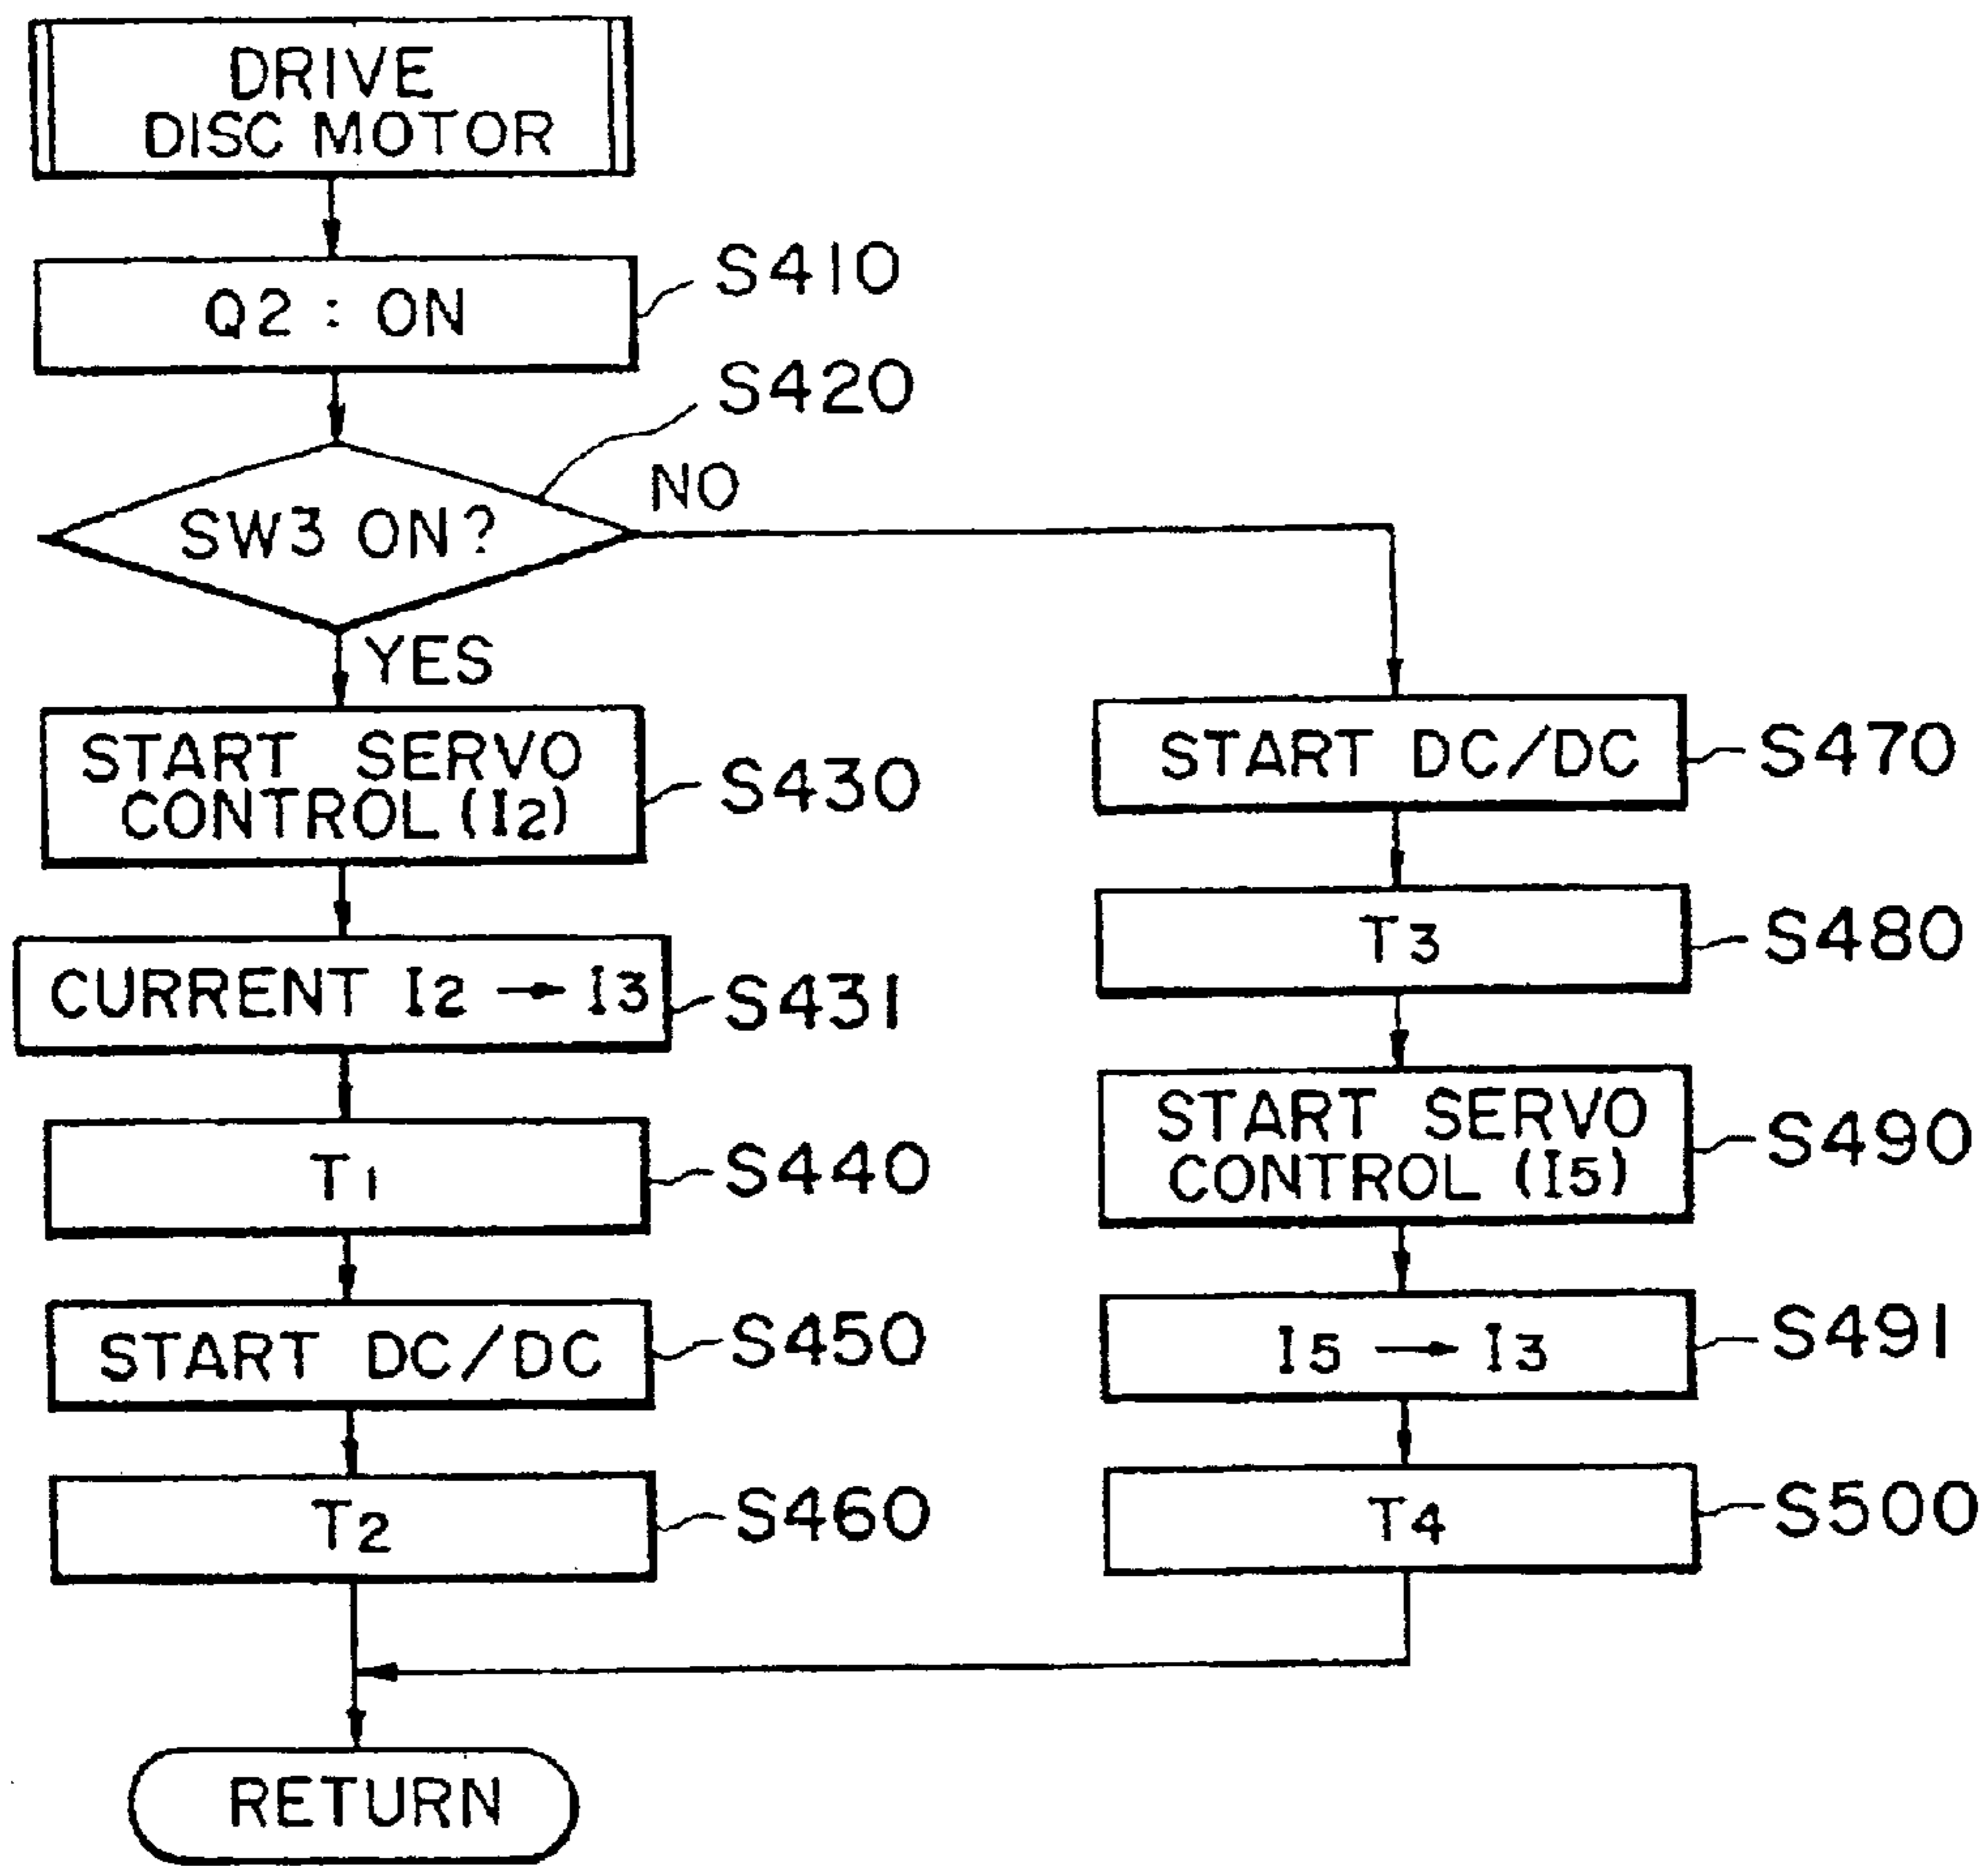 DRIVE
DISC MOTOR
Q2 : ON
S410
S420
SW3 ON?
NO
YES
START SERVO
CONTROL (I2)
S430
CURRENT I2 → I3
S431
T1
S440
START DC/DC
S450
T2
S460
START DC/DC
S470
T3
S480
START SERVO
CONTROL (I5)
S490
I5 → I3
S491
T4
S500
RETURN